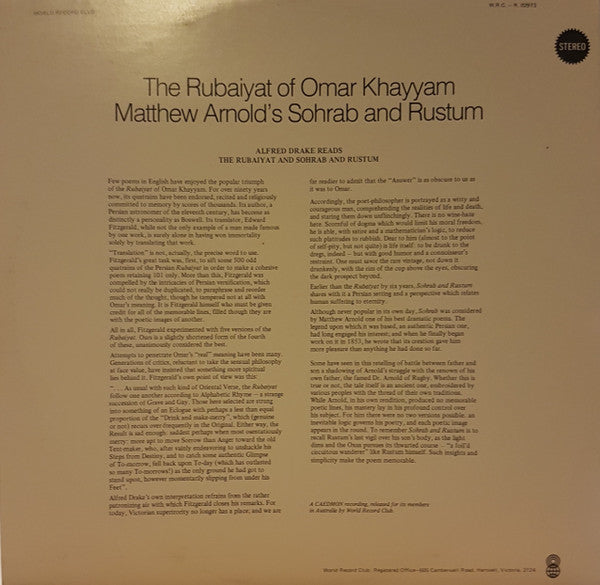 WORLD RECORD CLUB
W.R.C. – R. 02973
STEREO
The Rubaiyat of Omar Khayyam
Matthew Arnold's Sohrab and Rustum
ALFRED DRAKE READS
THE RUBAIYAT AND SOHRAB AND RUSTUM
Few poems in English have enjoyed the popular triumph
of the Rubaiyat of Omar Khayyam. For over ninety years
now, its quatrains have been endorsed, recited and religiously
committed to memory by scores of thousands. Its author, a
Persian astronomer of the eleventh century, has become as
distinctly a personality as Boswell. Its translator, Edward
Fitzgerald, while not the only example of a man made famous
by one work, is surely alone in having won immortality
solely by translating that work.
"Translation" is not, actually, the precise word to use.
Fitzgerald's great task was, first, to sift some 500 odd
quatrains of the Persian Rubaiyat in order to make a cohesive
poem retaining 101 only. More than this, Fitzgerald was
compelled by the intricacies of Persian versification, which
could not really be duplicated, to paraphrase and reorder
much of the thought, though he tampered not at all with
Omar's meaning. It is Fitzgerald himself who must be given
credit for all of the memorable lines, filled though they are
with the poetic images of another.
All in all, Fitzgerald experimented with five versions of the
Rubaiyat. Ours is a slightly shortened form of the fourth
of these, unanimously considered the best.
Attempts to penetrate Omar's "real" meaning have been many.
Generations of critics, reluctant to take the sensual philosophy
at face value, have insisted that something more spiritual
lies behind it. Fitzgerald's own point of view was this:
". . . As usual with such kind of Oriental Verse, the Rubaiyat
follow one another according to Alphabetic Rhyme — a strange
succession of Grave and Gay. Those here selected are strung
into something of an Eclogue with perhaps a less than equal
proportion of the "Drink and make-merry", which (genuine
or not) recurs over frequently in the Original. Either way, the
Result is sad enough: saddest perhaps when most ostentatiously
merry: more apt to move Sorrow than Anger toward the old
Tent-maker, who, after vainly endeavoring to unshackle his
Steps from Destiny, and to catch some authentic Glimpse
of To-morrow, fell back upon To-day (which has outlasted
so many To-morrows!) as the only ground he had got to
stand upon, however momentarily slipping from under his
Feet".
Alfred Drake's own interpretation refrains from the rather
patronizing air with which Fitzgerald closes his remarks. For
today, Victorian superiority no longer has a place, and we are
far readier to admit that the "Answer" is as obscure to us as
it was to Omar.
Accordingly, the poet-philosopher is portrayed as a witty and
courageous man, comprehending the realities of life and death,
and staring them down unflinchingly. There is no wine-haze
here. Scornful of dogma which would limit his moral freedom,
he is able, with satire and a mathematician's logic, to reduce
such platitudes to rubbish. Dear to him (almost to the point
of self-pity, but not quite) is life itself: to be drunk to the
dregs, indeed — but with good humor and a connoisseur's
restraint. One must savor the rare vintage, not down it
drunkenly, with the rim of the cup above the eyes, obscuring
the dark prospect beyond.
Earlier than the Rubaiyat by six years, Sohrab and Rustum
shares with it a Persian setting and a perspective which relates
human suffering to eternity.
Although never popular in its own day, Sohrab was considered
by Matthew Arnold one of his best dramatic poems. The
legend upon which it was based, an authentic Persian one,
had long engaged his interest; and when he finally began
work on it in 1853, he wrote that its creation gave him
more pleasure than anything he had done so far.
Some have seen in this retelling of battle between father and
son a shadowing of Arnold's struggle with the renown of his
own father, the famed Dr. Arnold of Rugby. Whether this is
true or not, the tale itself is an ancient one, embroidered by
various peoples with the thread of their own traditions.
While Arnold, in his own rendition, produced no memorable
poetic lines, his mastery lay in his profound control over
his subject. For him there were no two versions possible: an
inevitable logic governs his poetry, and each poetic image
appears in the round. To remember Sohrab and Rustum is to
recall Rustum's last vigil over his son's body, as the light
dims and the Oxus pursues its thwarted course – "a foil'd
circuitous wanderer" like Rustum himself. Such insights and
simplicity make the poem memorable.
A CAEDMON recording, released for its members
in Australia by World Record Club.
World Record Club. Registered Office—605 Camberwell Road, Hartwell, Victoria, 3124